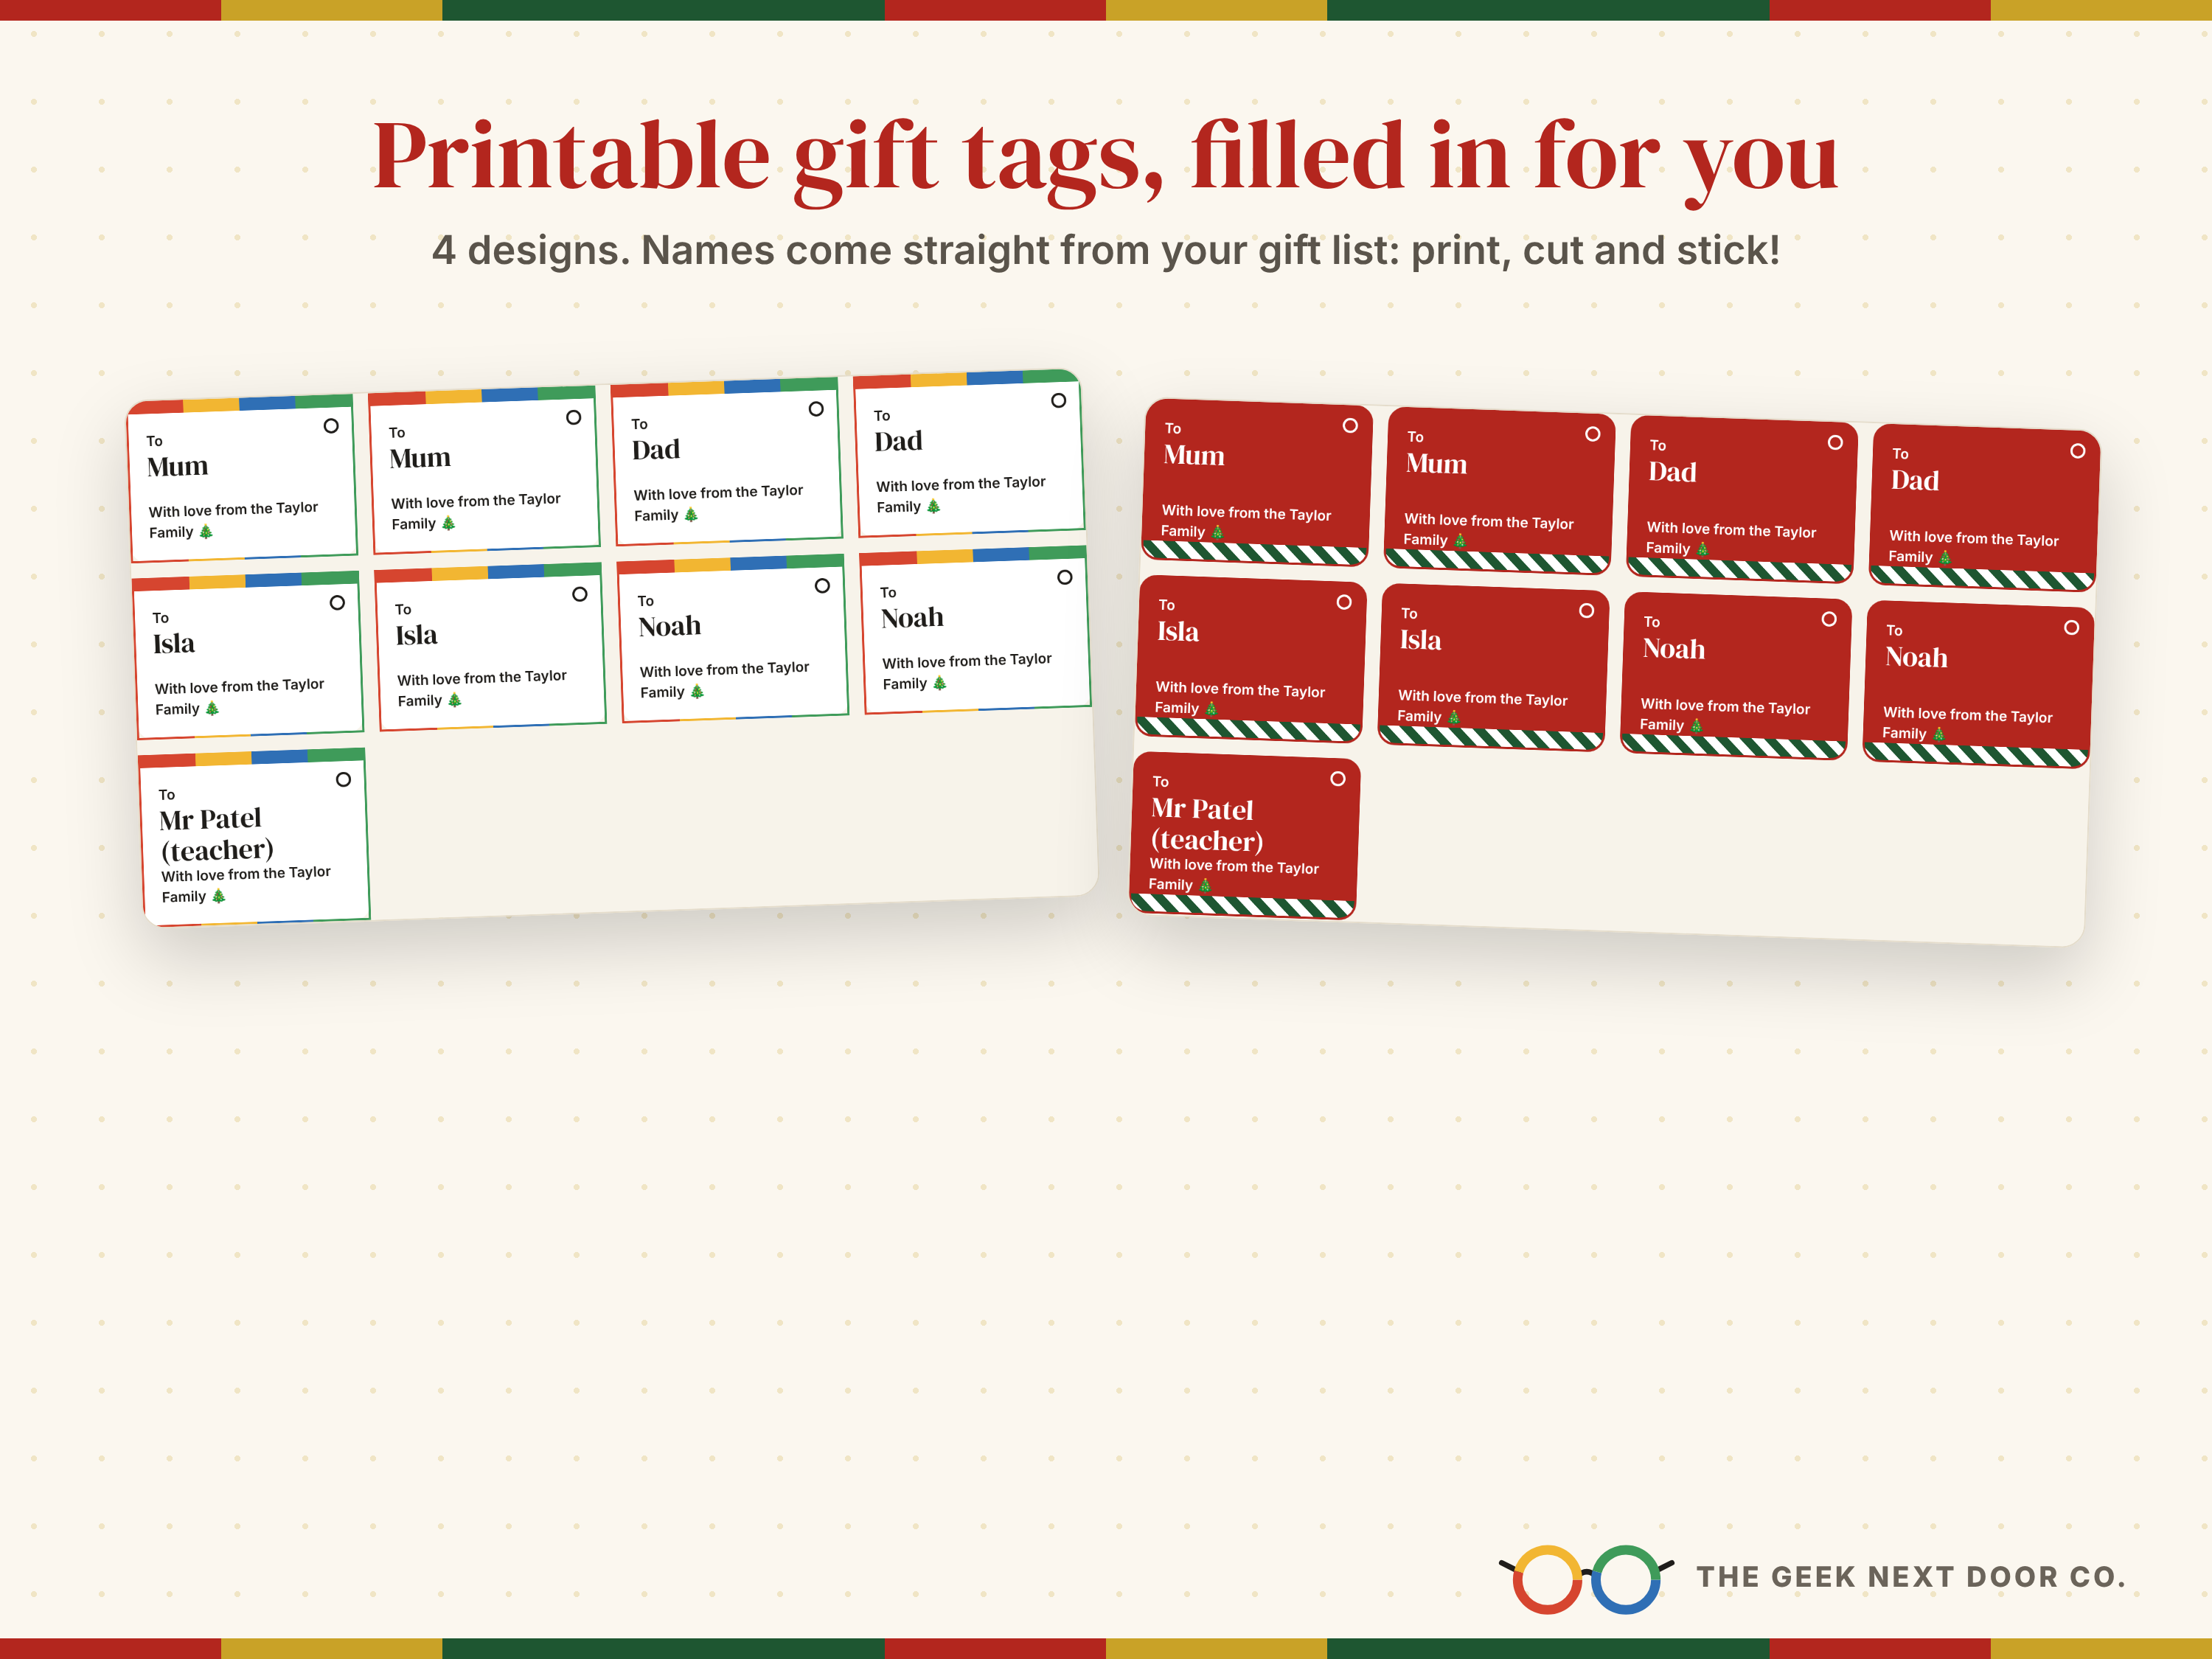 Printable gift tags, filled in for you
4 designs. Names come straight from your gift list: print, cut and stick!
To
Mum
With love from the Taylor
Family 🎄
To
Mum
With love from the Taylor
Family 🎄
To
Dad
With love from the Taylor
Family 🎄
To
Dad
With love from the Taylor
Family 🎄
To
Isla
With love from the Taylor
Family 🎄
To
Isla
With love from the Taylor
Family 🎄
To
Noah
With love from the Taylor
Family 🎄
To
Noah
With love from the Taylor
Family 🎄
To
Mr Patel
(teacher)
With love from the Taylor
Family 🎄
To
Mum
With love from the Taylor
Family 🎄
To
Mum
With love from the Taylor
Family 🎄
To
Dad
With love from the Taylor
Family 🎄
To
Dad
With love from the Taylor
Family 🎄
To
Isla
With love from the Taylor
Family 🎄
To
Isla
With love from the Taylor
Family 🎄
To
Noah
With love from the Taylor
Family 🎄
To
Noah
With love from the Taylor
Family 🎄
To
Mr Patel
(teacher)
With love from the Taylor
Family 🎄
THE GEEK NEXT DOOR CO.